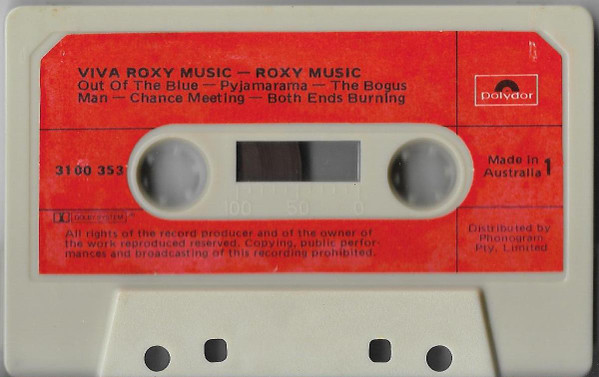 VIVA ROXY MUSIC — ROXY MUSIC
Out Of The Blue — Pyjamarama — The Bogus
Man — Chance Meeting — Both Ends Burning
polydor
3100 353
Made in
Australia 1
100 50 0
DOLBY SYSTEM
All rights of the record producer and of the owner of
the work reproduced reserved. Copying, public perfor-
mances and broadcasting of this recording prohibited.
Distributed by
Phonogram
Pty. Limited